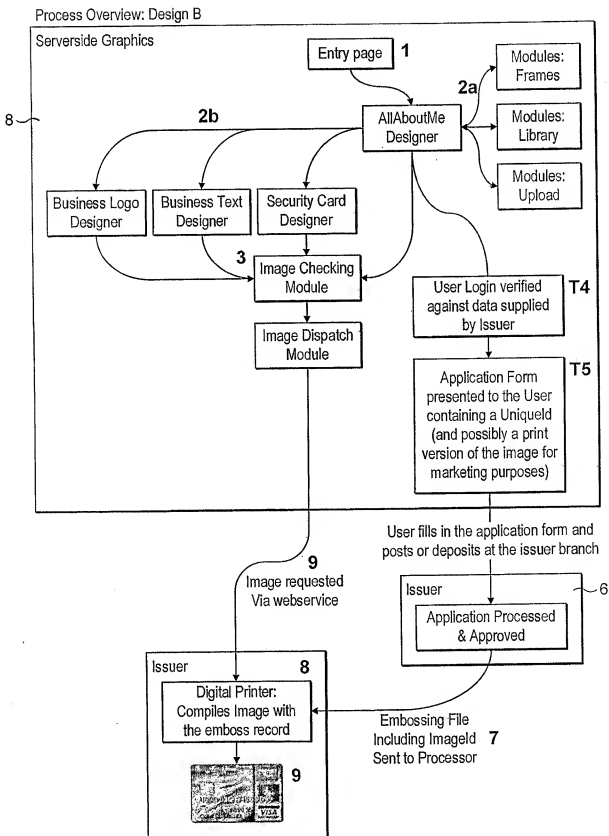 Process Overview: Design B
Serverside Graphics
8
Entry page
1
AllAboutMe
Designer
2a
Modules:
Frames
Modules:
Library
Modules:
Upload
2b
Business Logo
Designer
Business Text
Designer
Security Card
Designer
3
Image Checking
Module
Image Dispatch
Module
User Login verified
against data supplied
by Issuer
T4
Application Form
presented to the User
containing a UniqueId
(and possibly a print
version of the image for
marketing purposes)
T5
User fills in the application form and
posts or deposits at the issuer branch
9
Image requested
Via webservice
Issuer
6
Application Processed
& Approved
Issuer
8
Digital Printer:
Compiles Image with
the emboss record
Embossing File
Including ImageId
Sent to Processor
7
9
VISA